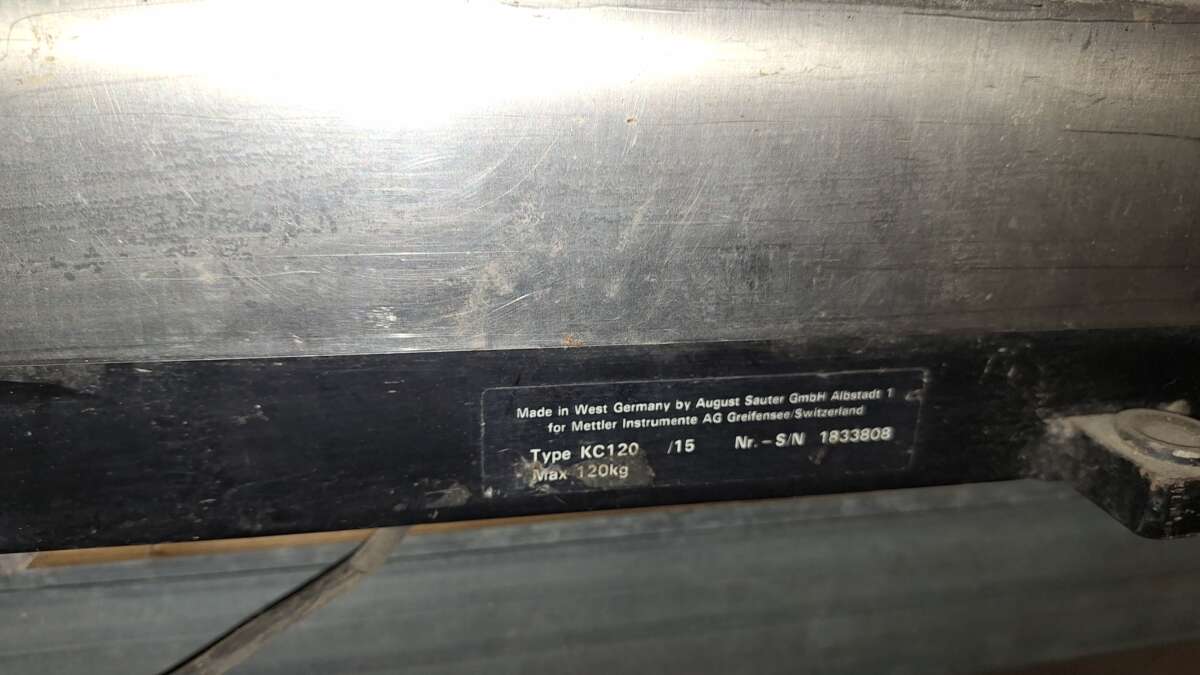 Made in West Germany by August Sauter GmbH Albstadt 1
for Mettler Instrumente AG Greifensee/Switzerland
Type KC120 /15 Nr. - S/N 1833808
Max 120kg